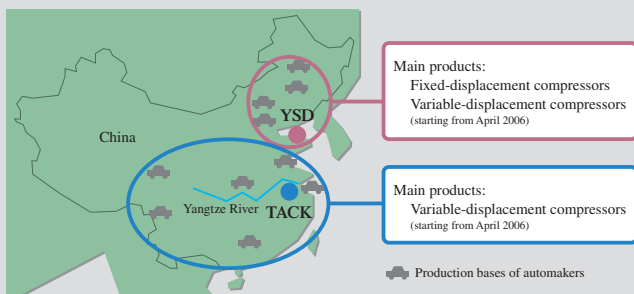 China
YSD
Yangtze River
TACK
Main products:
Fixed-displacement compressors
Variable-displacement compressors
(starting from April 2006)
Main products:
Variable-displacement compressors
(starting from April 2006)
Production bases of automakers